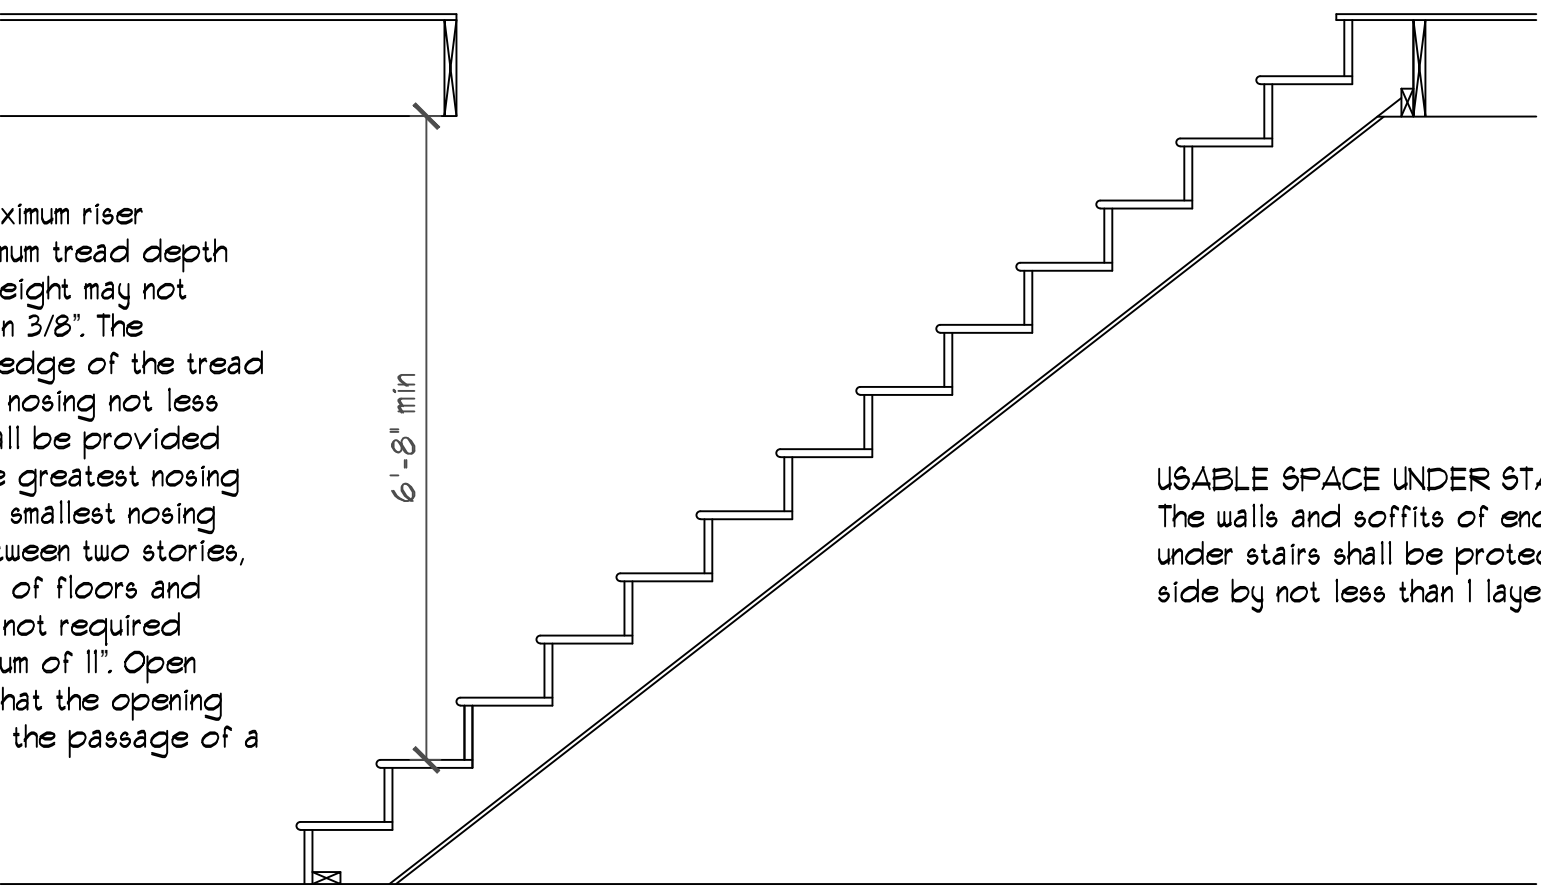 ximum riser
mum tread depth
eight may not
n 3/8". The
edge of the tread
nosing not less
all be provided
e greatest nosing
smallest nosing
tween two stories,
of floors and
not required
um of 11". Open
hat the opening
the passage of a
6'-8" min
USABLE SPACE UNDER STA
The walls and soffits of enc
under stairs shall be protec
side by not less than 1 laye